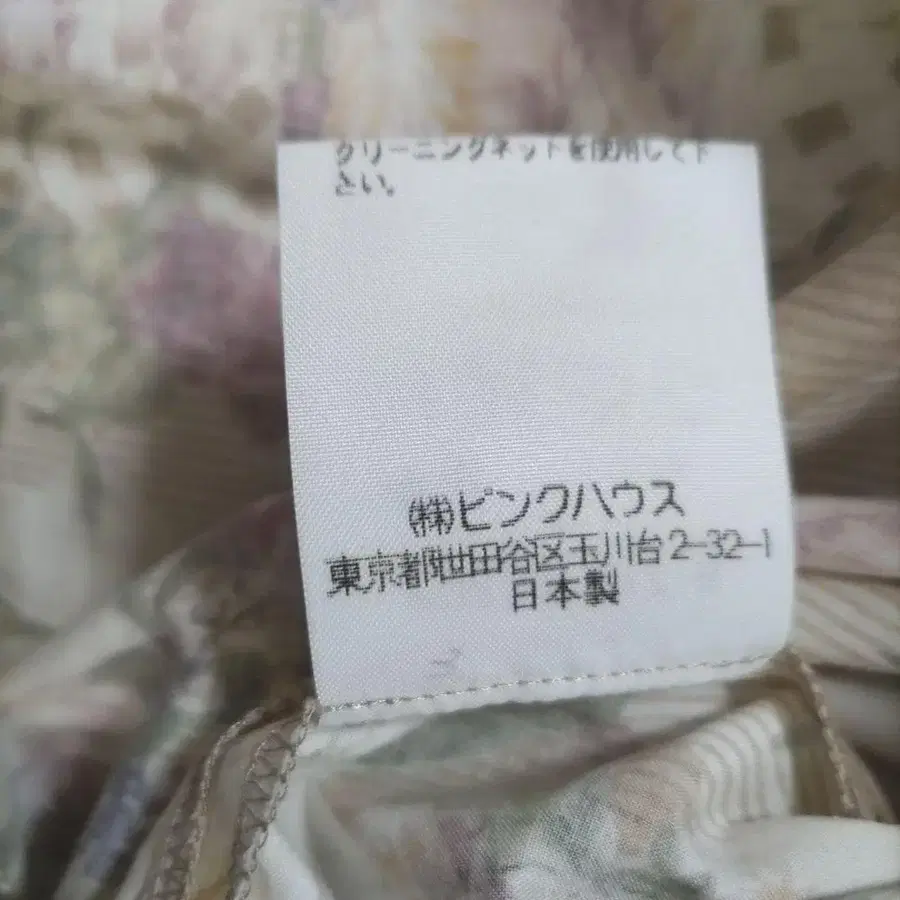 クリーニングネットを使用して下
さい。
(株)ピンクハウス
東京都世田谷区玉川台2-32-1
日本製